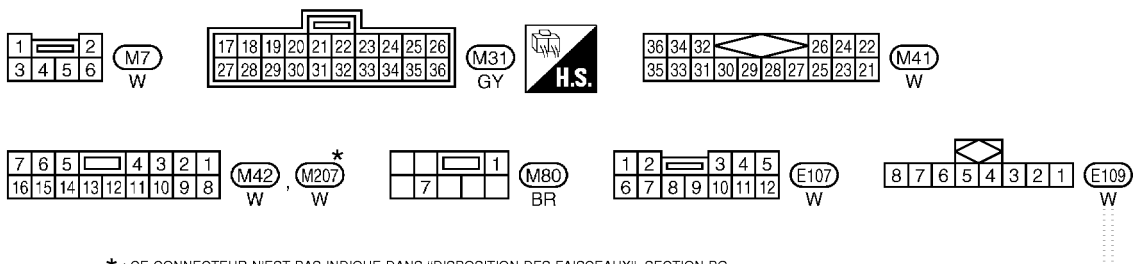 1 2 M7
3 4 5 6 W
17 18 19 20 21 22 23 24 25 26 M31
27 28 29 30 31 32 33 34 35 36 GY
H.S.
36 34 32 26 24 22 M41
35 33 31 30 29 28 27 25 23 21 W
7 6 5 4 3 2 1 M42 , M207 *
16 15 14 13 12 11 10 9 8 W W
1 M80
7 BR
1 2 3 4 5 E107
6 7 8 9 10 11 12 W
8 7 6 5 4 3 2 1 E109
W
* : CE CONNECTEUR N'EST PAS INDIQUE DANS "DISPOSITION DES FAISCEAUX", SECTION